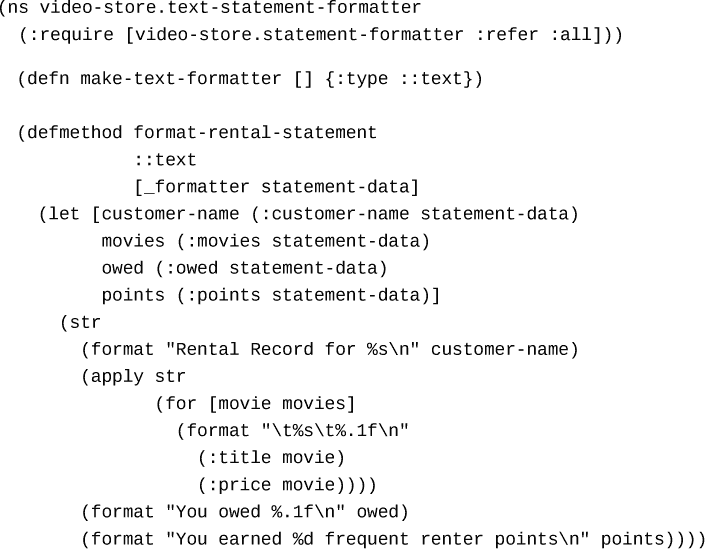 (ns video-store.text-statement-formatter
  (:require [video-store.statement-formatter :refer :all]))
(defn make-text-formatter [] {:type ::text})
(defmethod format-rental-statement
           ::text
           [_formatter statement-data]
  (let [customer-name (:customer-name statement-data)
        movies (:movies statement-data)
        owed (:owed statement-data)
        points (:points statement-data)]
    (str
      (format "Rental Record for %s\n" customer-name)
      (apply str
             (for [movie movies]
               (format "\t%s\t%.1f\n"
                 (:title movie)
                 (:price movie))))
      (format "You owed %.1f\n" owed)
      (format "You earned %d frequent renter points\n" points))))